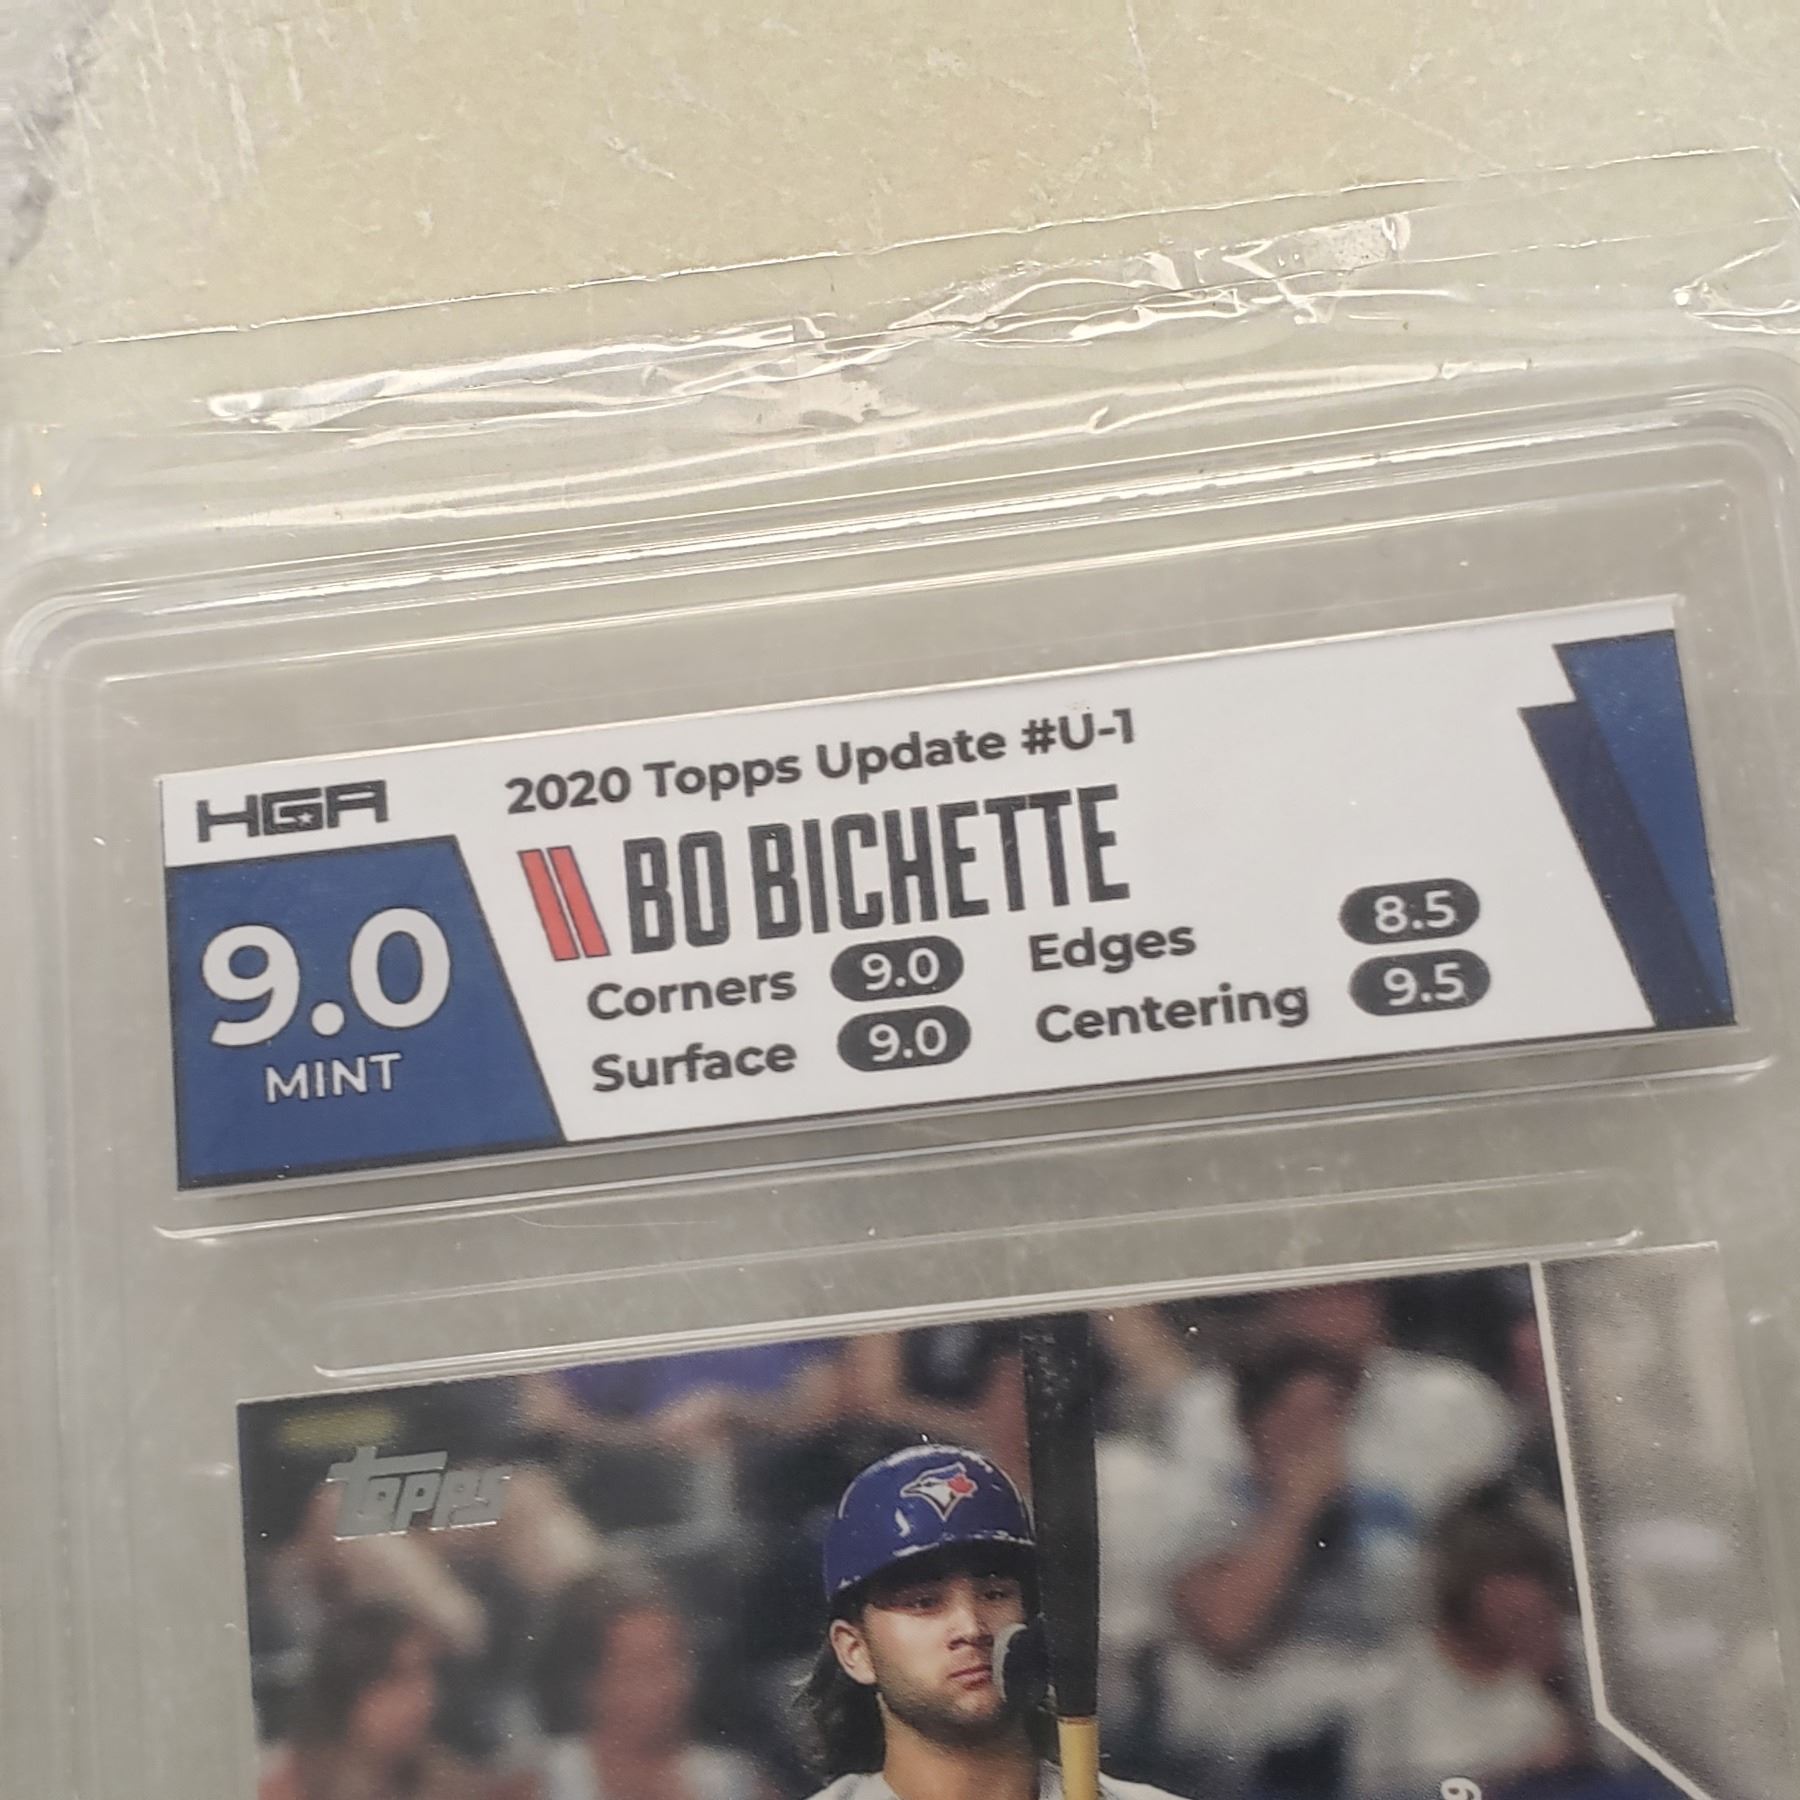 HGA
2020 Topps Update #U-1
BO BICHETTE
9.0
MINT
Corners 9.0 Edges 8.5
Surface 9.0 Centering 9.5
topps